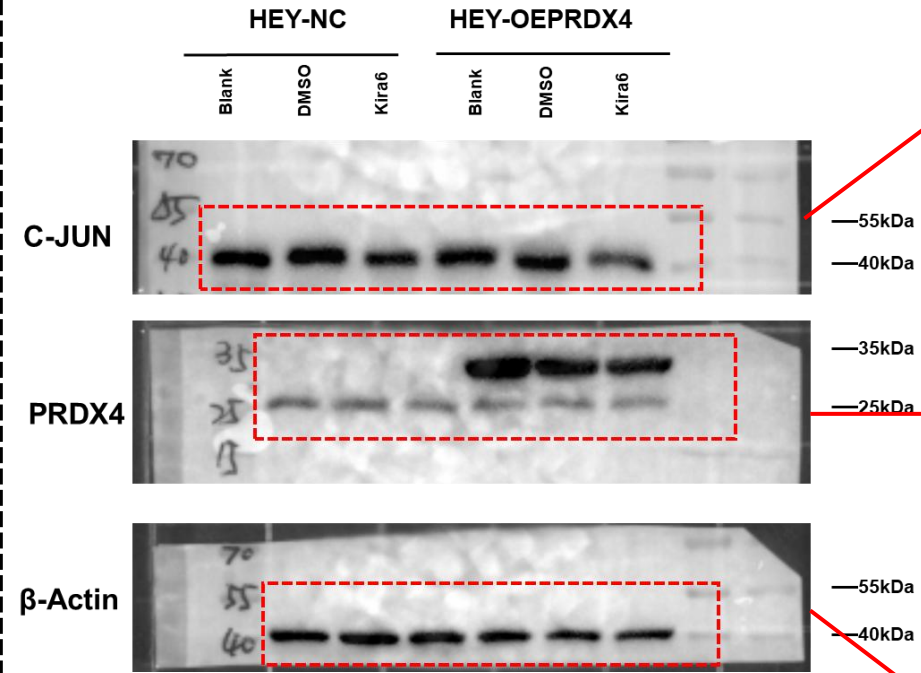 HEY-NC HEY-OEPRDX4
Blank DMSO Kira6 Blank DMSO Kira6
70
55 —55kDa
C-JUN
40 —40kDa
35 —35kDa
PRDX4 25 —25kDa
15
70
55 —55kDa
β-Actin
40 —40kDa